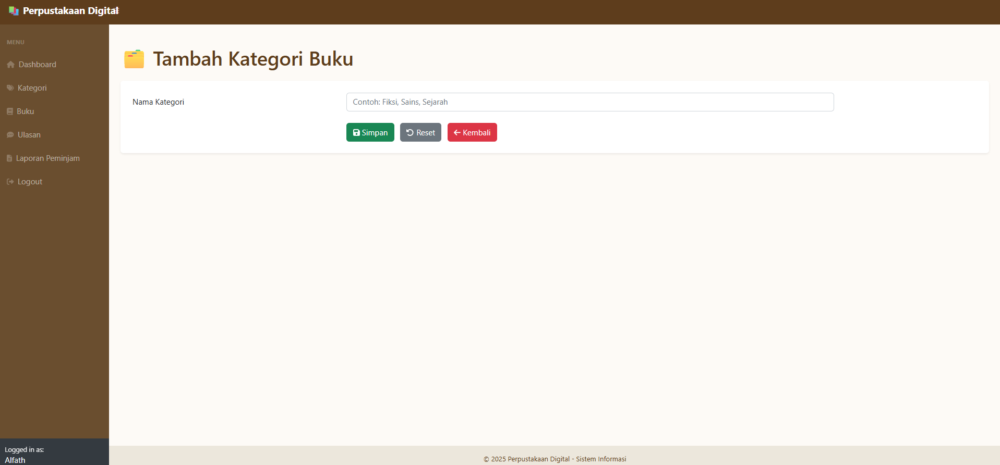 Perpustakaan Digital
MENU
Dashboard
Kategori
Buku
Ulasan
Laporan Peminjam
Logout
Logged in as:
Alfath
Tambah Kategori Buku
Nama Kategori
Contoh: Fiksi, Sains, Sejarah
Simpan
Reset
Kembali
© 2025 Perpustakaan Digital - Sistem Informasi